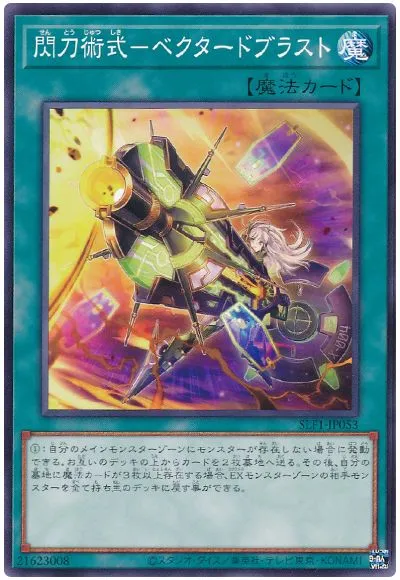 閃刀術式－ベクタードブラスト
魔
【魔法カード】
SLF1-JP053
①：自分のメインモンスターゾーンにモンスターが存在しない場合に発動
できる。お互いのデッキの上からカードを２枚墓地へ送る。その後、自分の
墓地に魔法カードが３枚以上存在する場合、EXモンスターゾーンの相手モン
スターを全て持ち主のデッキに戻す事ができる。
21623008
©スタジオ・ダイス／集英社・テレビ東京・KONAMI